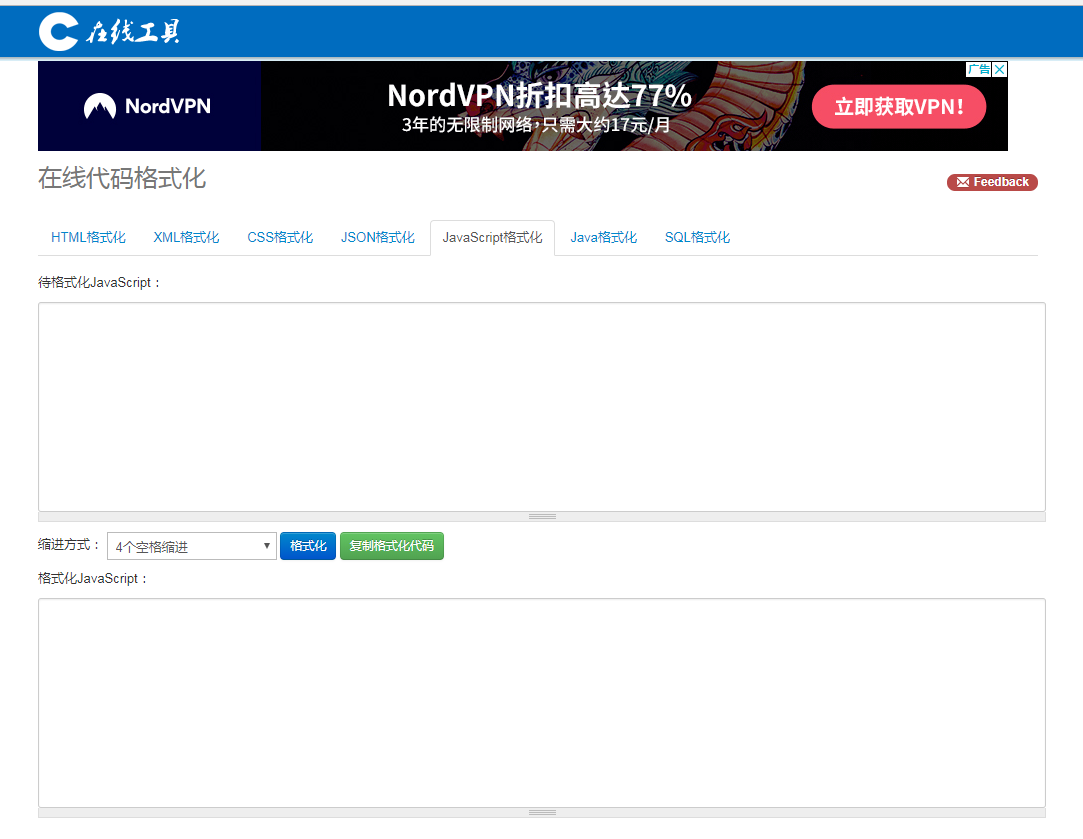 在线工具
广告
NordVPN
NordVPN折扣高达77%
3年的无限制网络,只需大约17元/月
立即获取VPN!
在线代码格式化
Feedback
HTML格式化 XML格式化 CSS格式化 JSON格式化 JavaScript格式化 Java格式化 SQL格式化
待格式化JavaScript：
缩进方式： 4个空格缩进 格式化 复制格式化代码
格式化JavaScript：